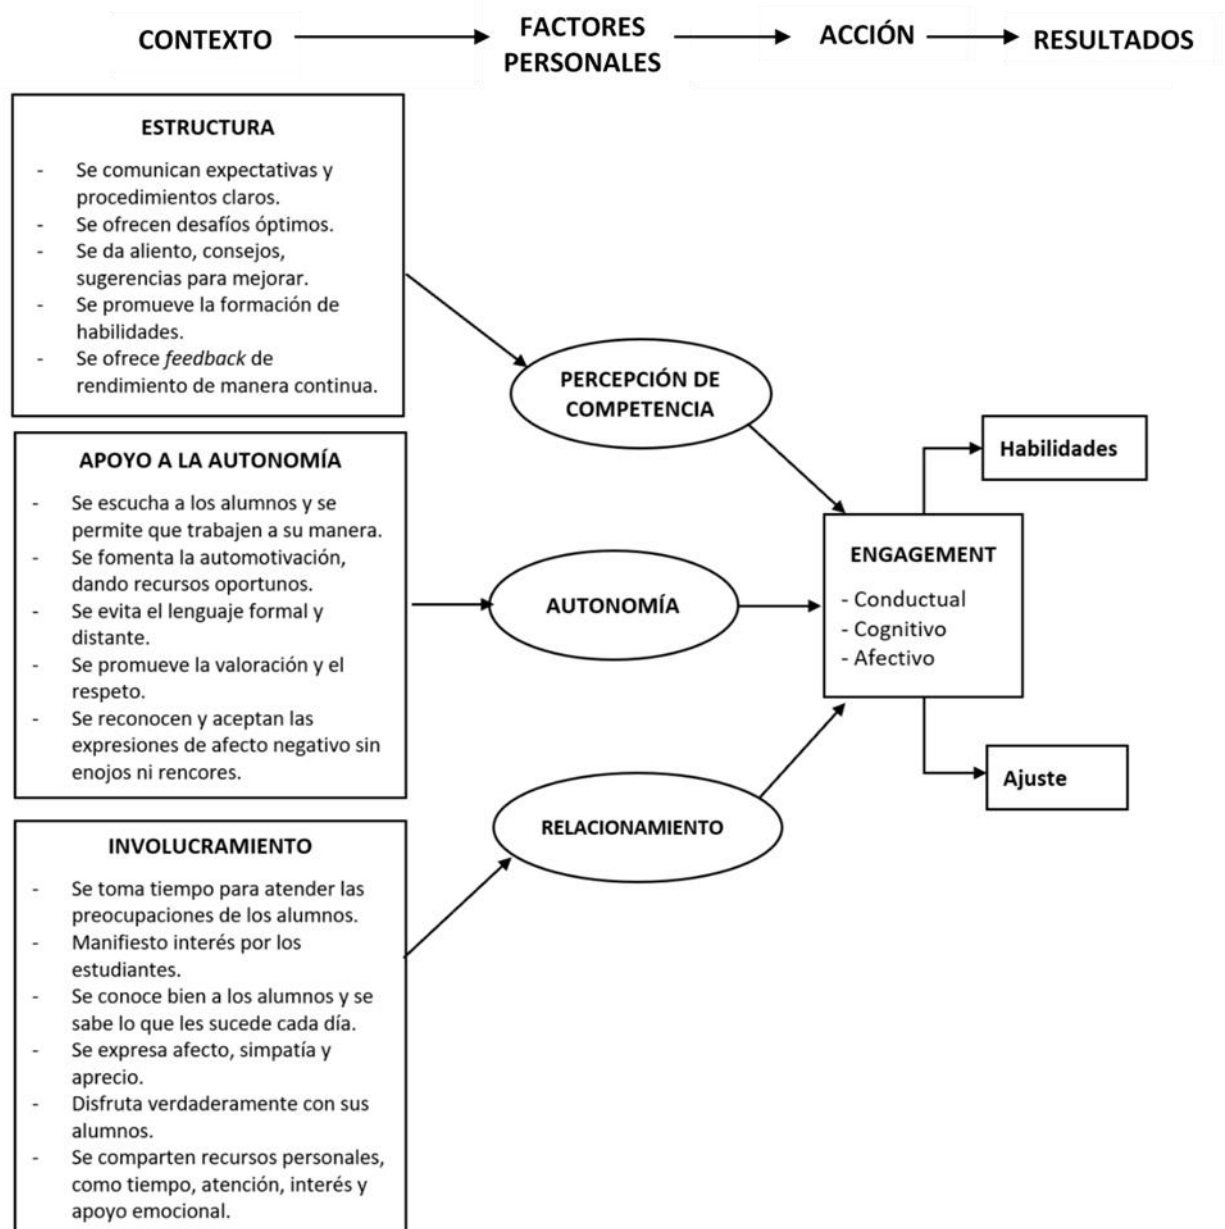 CONTEXTO
FACTORES
PERSONALES
ACCIÓN
RESULTADOS
ESTRUCTURA
- Se comunican expectativas y
procedimientos claros.
- Se ofrecen desafíos óptimos.
- Se da aliento, consejos,
sugerencias para mejorar.
- Se promueve la formación de
habilidades.
- Se ofrece feedback de
rendimiento de manera continua.
APOYO A LA AUTONOMÍA
- Se escucha a los alumnos y se
permite que trabajen a su manera.
- Se fomenta la automotivación,
dando recursos oportunos.
- Se evita el lenguaje formal y
distante.
- Se promueve la valoración y el
respeto.
- Se reconocen y aceptan las
expresiones de afecto negativo sin
enojos ni rencores.
INVOLUCRAMIENTO
- Se toma tiempo para atender las
preocupaciones de los alumnos.
- Manifiesto interés por los
estudiantes.
- Se conoce bien a los alumnos y se
sabe lo que les sucede cada día.
- Se expresa afecto, simpatía y
aprecio.
- Disfruta verdaderamente con sus
alumnos.
- Se comparten recursos personales,
como tiempo, atención, interés y
apoyo emocional.
PERCEPCIÓN DE
COMPETENCIA
AUTONOMÍA
RELACIONAMIENTO
ENGAGEMENT
- Conductual
- Cognitivo
- Afectivo
Habilidades
Ajuste